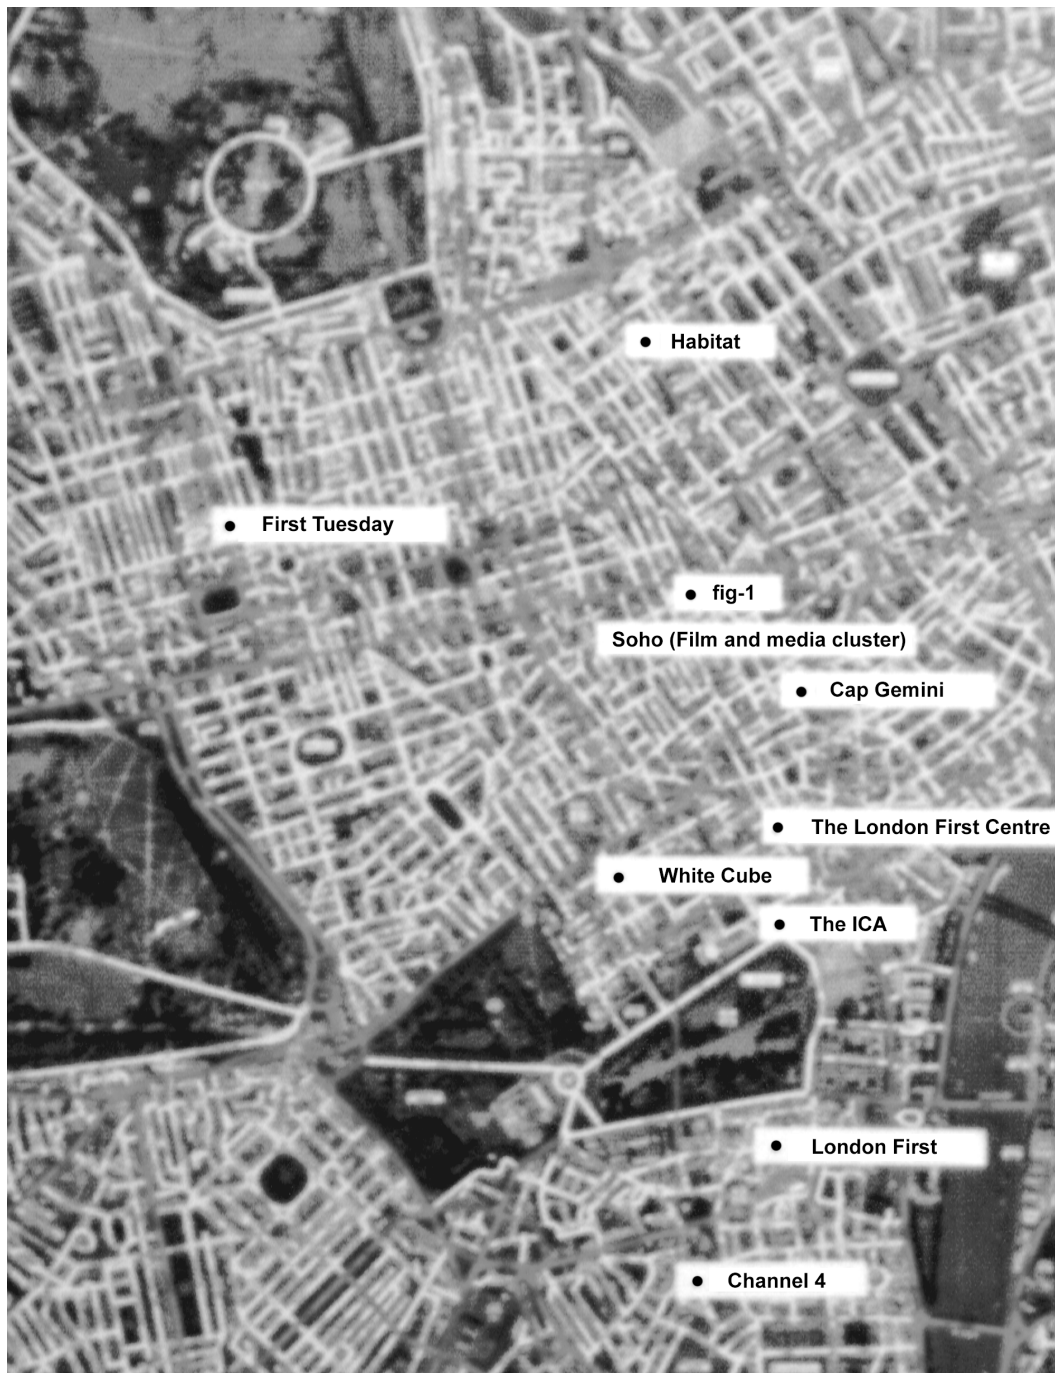 Habitat
First Tuesday
fig-1
Soho (Film and media cluster)
Cap Gemini
The London First Centre
White Cube
The ICA
London First
Channel 4